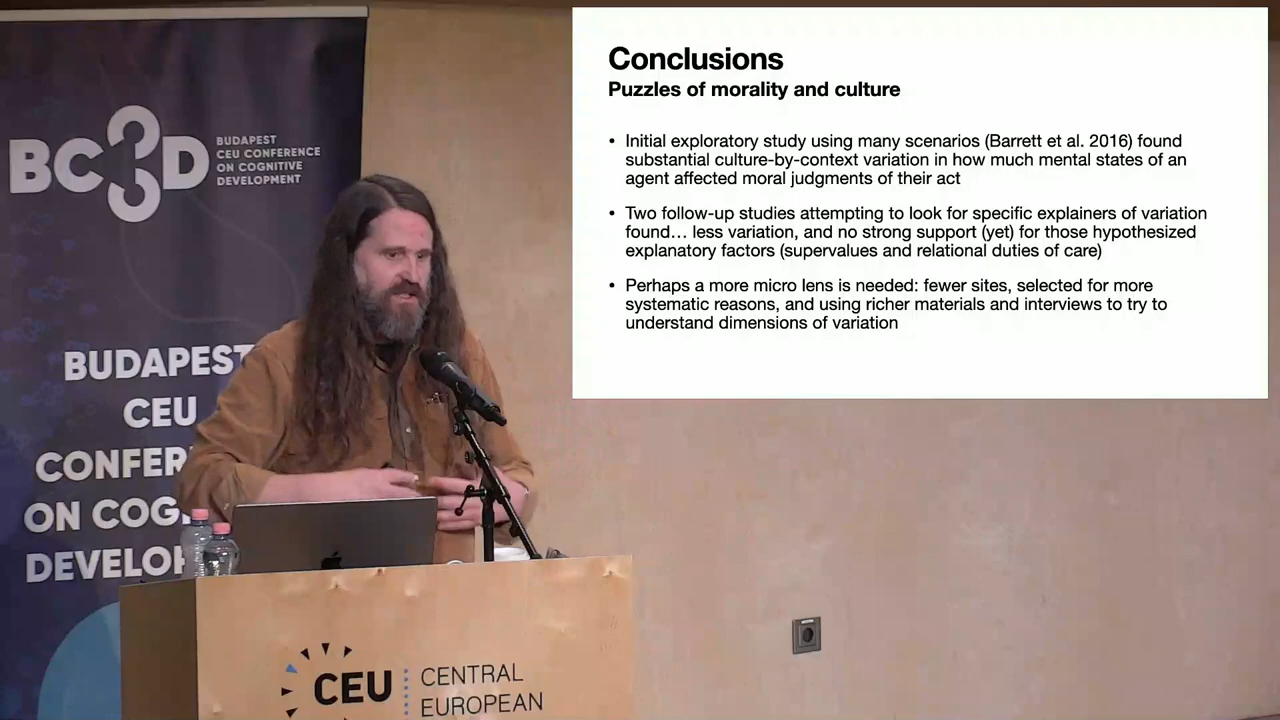 BC3D
BUDAPEST
CEU CONFERENCE
ON COGNITIVE
DEVELOPMENT
BUDAPEST
CEU
CONFER
ON COG
DEVELOP
Conclusions
Puzzles of morality and culture
• Initial exploratory study using many scenarios (Barrett et al. 2016) found
substantial culture-by-context variation in how much mental states of an
agent affected moral judgments of their act
• Two follow-up studies attempting to look for specific explainers of variation
found… less variation, and no strong support (yet) for those hypothesized
explanatory factors (supervalues and relational duties of care)
• Perhaps a more micro lens is needed: fewer sites, selected for more
systematic reasons, and using richer materials and interviews to try to
understand dimensions of variation
CEU
CENTRAL
EUROPEAN